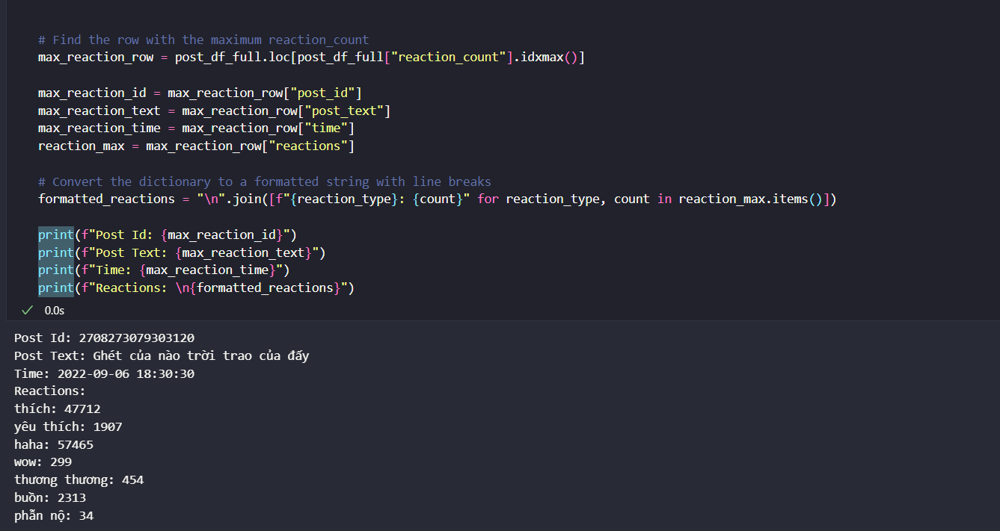 # Find the row with the maximum reaction_count
max_reaction_row = post_df_full.loc[post_df_full["reaction_count"].idxmax()]
max_reaction_id = max_reaction_row["post_id"]
max_reaction_text = max_reaction_row["post_text"]
max_reaction_time = max_reaction_row["time"]
reaction_max = max_reaction_row["reactions"]
# Convert the dictionary to a formatted string with line breaks
formatted_reactions = "\n".join([f"{reaction_type}: {count}" for reaction_type, count in reaction_max.items()])
print(f"Post Id: {max_reaction_id}")
print(f"Post Text: {max_reaction_text}")
print(f"Time: {max_reaction_time}")
print(f"Reactions: \n{formatted_reactions}")
0.0s
Post Id: 2708273079303120
Post Text: Ghét của nào trời trao của đấy
Time: 2022-09-06 18:30:30
Reactions:
thích: 47712
yêu thích: 1907
haha: 57465
wow: 299
thương thương: 454
buồn: 2313
phẫn nộ: 34